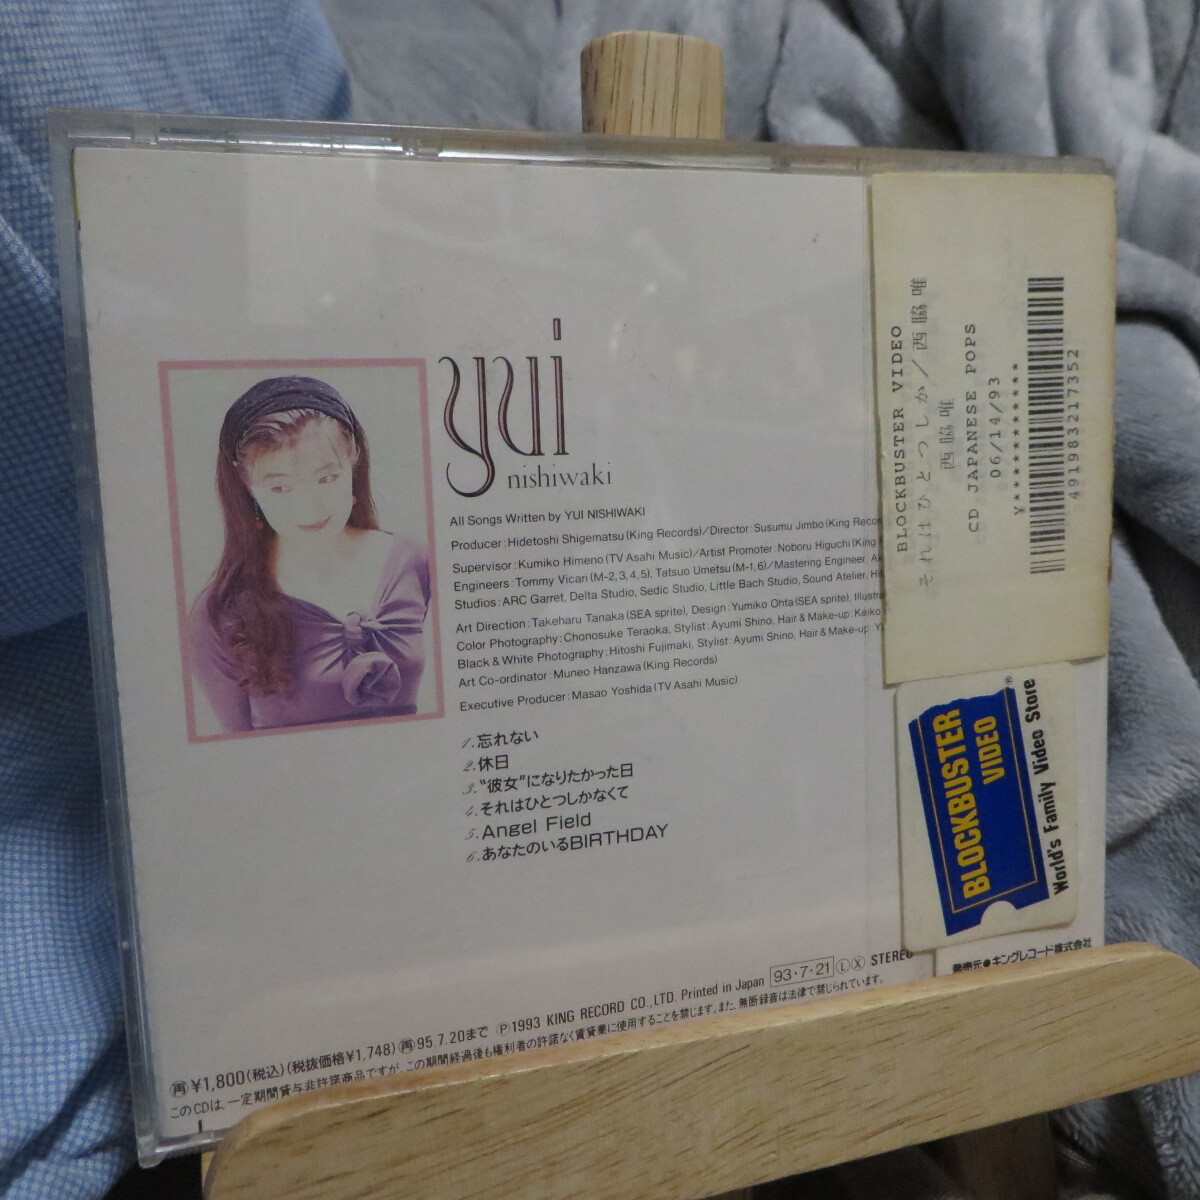 yui
nishiwaki
All Songs Written by YUI NISHIWAKI
Producer:Hidetoshi Shigematsu(King Records)/Director:Susumu Jimbo(King Recor
Supervisor:Kumiko Himeno(TV Asahi Music)/Artist Promoter:Noboru Higuchi(King
Engineers:Tommy Vicari(M-2,3,4,5), Tatsuo Umetsu(M-1,6)/Mastering Engineer:
Studios:ARC Garret, Delta Studio, Sedic Studio, Little Bach Studio, Sound Atelier,
Art Direction:Takeharu Tanaka(SEA sprite), Design:Yumiko Ohta(SEA sprite), Illustra
Color Photography:Chonosuke Teraoka, Stylist:Ayumi Shino, Hair & Make-up:Keiko
Black & White Photography:Hitoshi Fujimaki, Stylist:Ayumi Shino, Hair & Make-up:
Art Co-ordinator:Muneo Hanzawa(King Records)
Executive Producer:Masao Yoshida(TV Asahi Music)
1.忘れない
2.休日
3.“彼女”になりたかった日
4.それはひとつしかなくて
5.Angel Field
6.あなたのいるBIRTHDAY
再¥1,800(税込)(税抜価格¥1,748)再95.7.20まで Ⓟ1993 KING RECORD CO.,LTD. Printed in Japan 93・7・21 Ⓛ Ⓧ STEREO
このCDは、一定期間貸与非許諾商品ですが、この期間経過後も権利者の許諾なく賃貸業に使用することを禁じます。また、無断録音は法律で禁じられています。
発売元●キングレコード株式会社
BLOCKBUSTER VIDEO
それはひとつしか/西脇唯
西脇唯
CD JAPANESE POPS
06/14/93
¥***********
491983217352
BLOCKBUSTER
VIDEO
®
World's Family Video Store